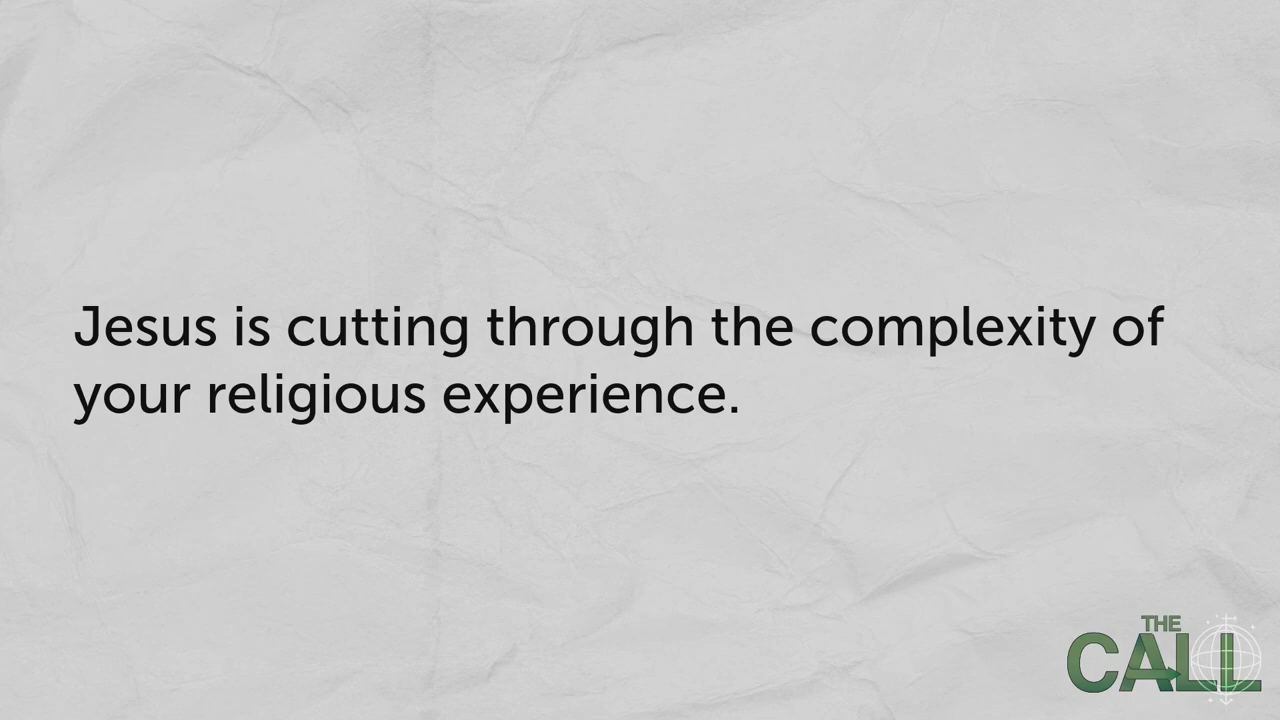 Jesus is cutting through the complexity of
your religious experience.
THE
CALL